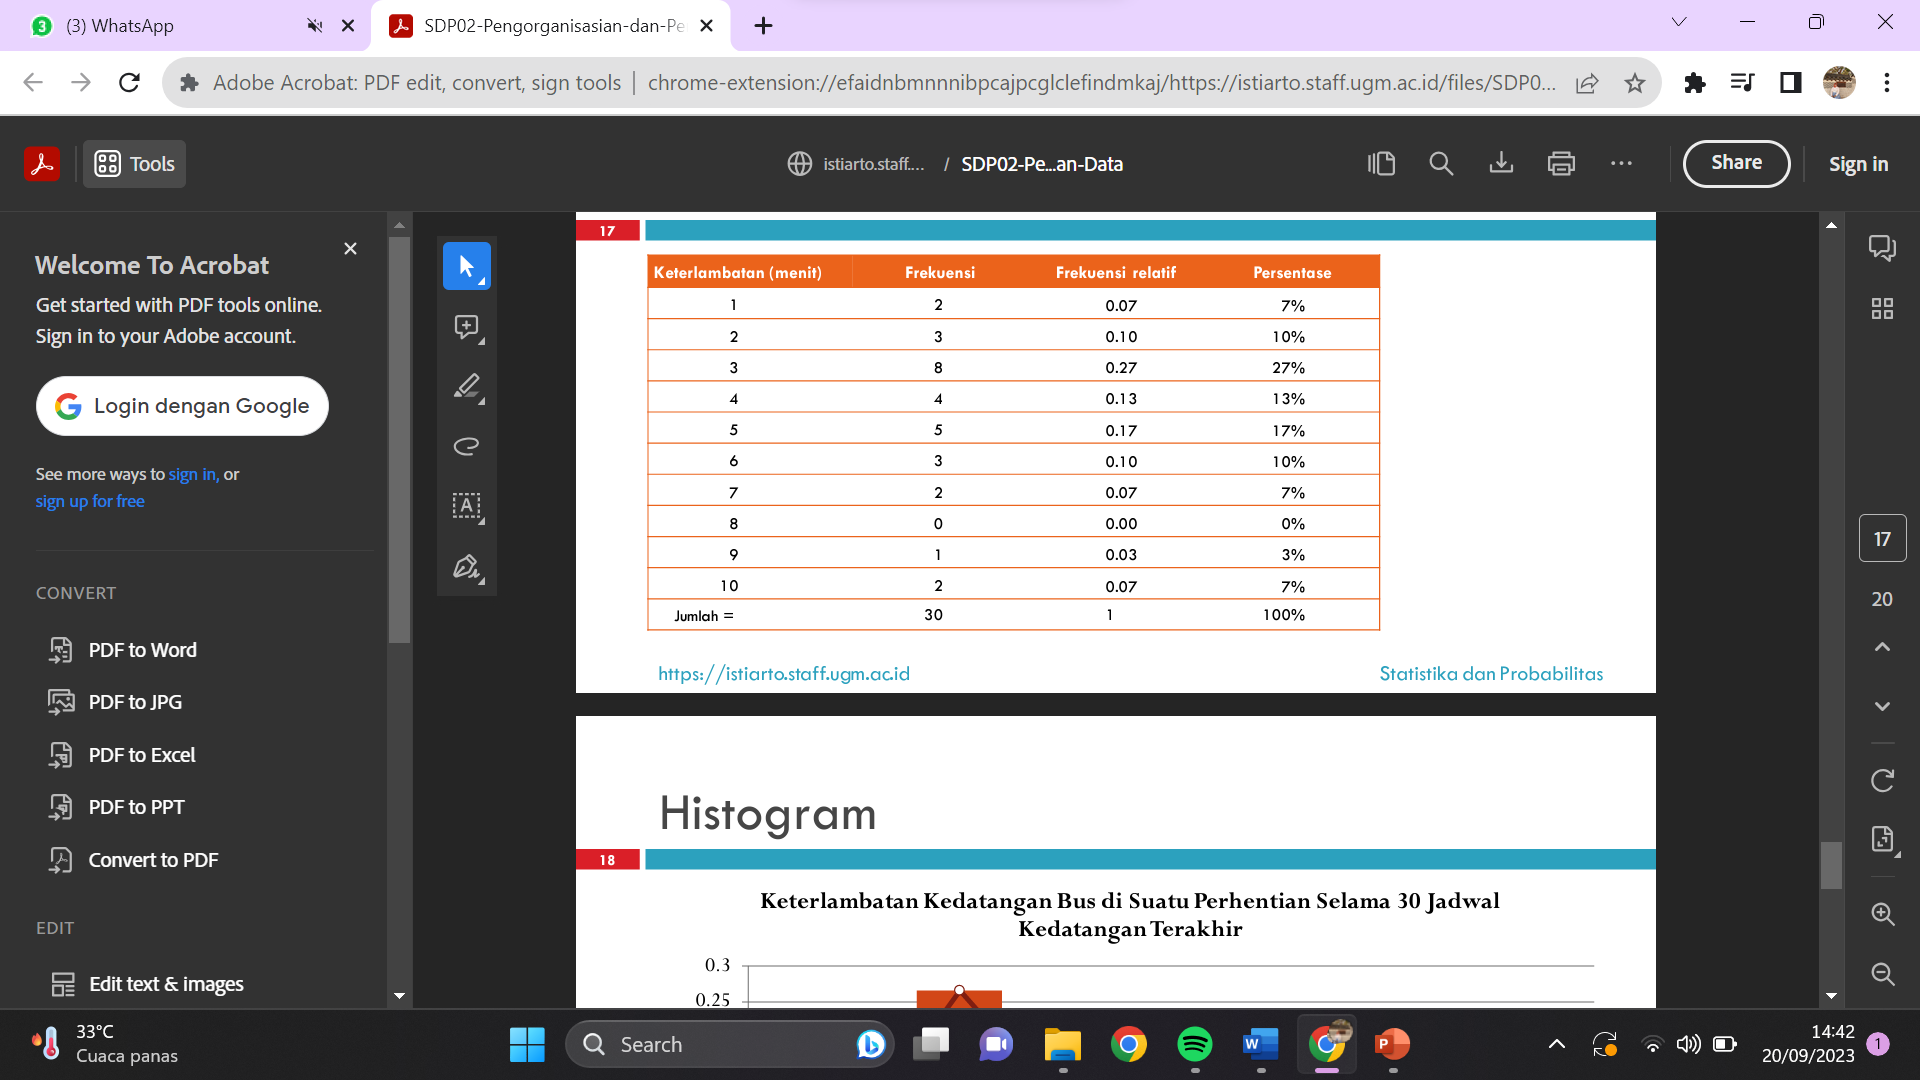 3
(3) WhatsApp
SDP02-Pengorganisasian-dan-Pe
Adobe Acrobat: PDF edit, convert, sign tools | chrome-extension://efaidnbmnnnibpcajpcglclefindmkaj/https://istiarto.staff.ugm.ac.id/files/SDP0...
Tools
istiarto.staff.... / SDP02-Pe...an-Data
Share
Sign in
Welcome To Acrobat
Get started with PDF tools online.
Sign in to your Adobe account.
Login dengan Google
See more ways to sign in, or
sign up for free
CONVERT
PDF to Word
PDF to JPG
PDF to Excel
PDF to PPT
Convert to PDF
EDIT
Edit text & images
17
Keterlambatan (menit) Frekuensi Frekuensi relatif Persentase
1 2 0.07 7%
2 3 0.10 10%
3 8 0.27 27%
4 4 0.13 13%
5 5 0.17 17%
6 3 0.10 10%
7 2 0.07 7%
8 0 0.00 0%
9 1 0.03 3%
10 2 0.07 7%
Jumlah = 30 1 100%
https://istiarto.staff.ugm.ac.id Statistika dan Probabilitas
Histogram
18
Keterlambatan Kedatangan Bus di Suatu Perhentian Selama 30 Jadwal
Kedatangan Terakhir
0.3
0.25
17
20
33°C
Cuaca panas
Search
W
P
14:42
20/09/2023
1